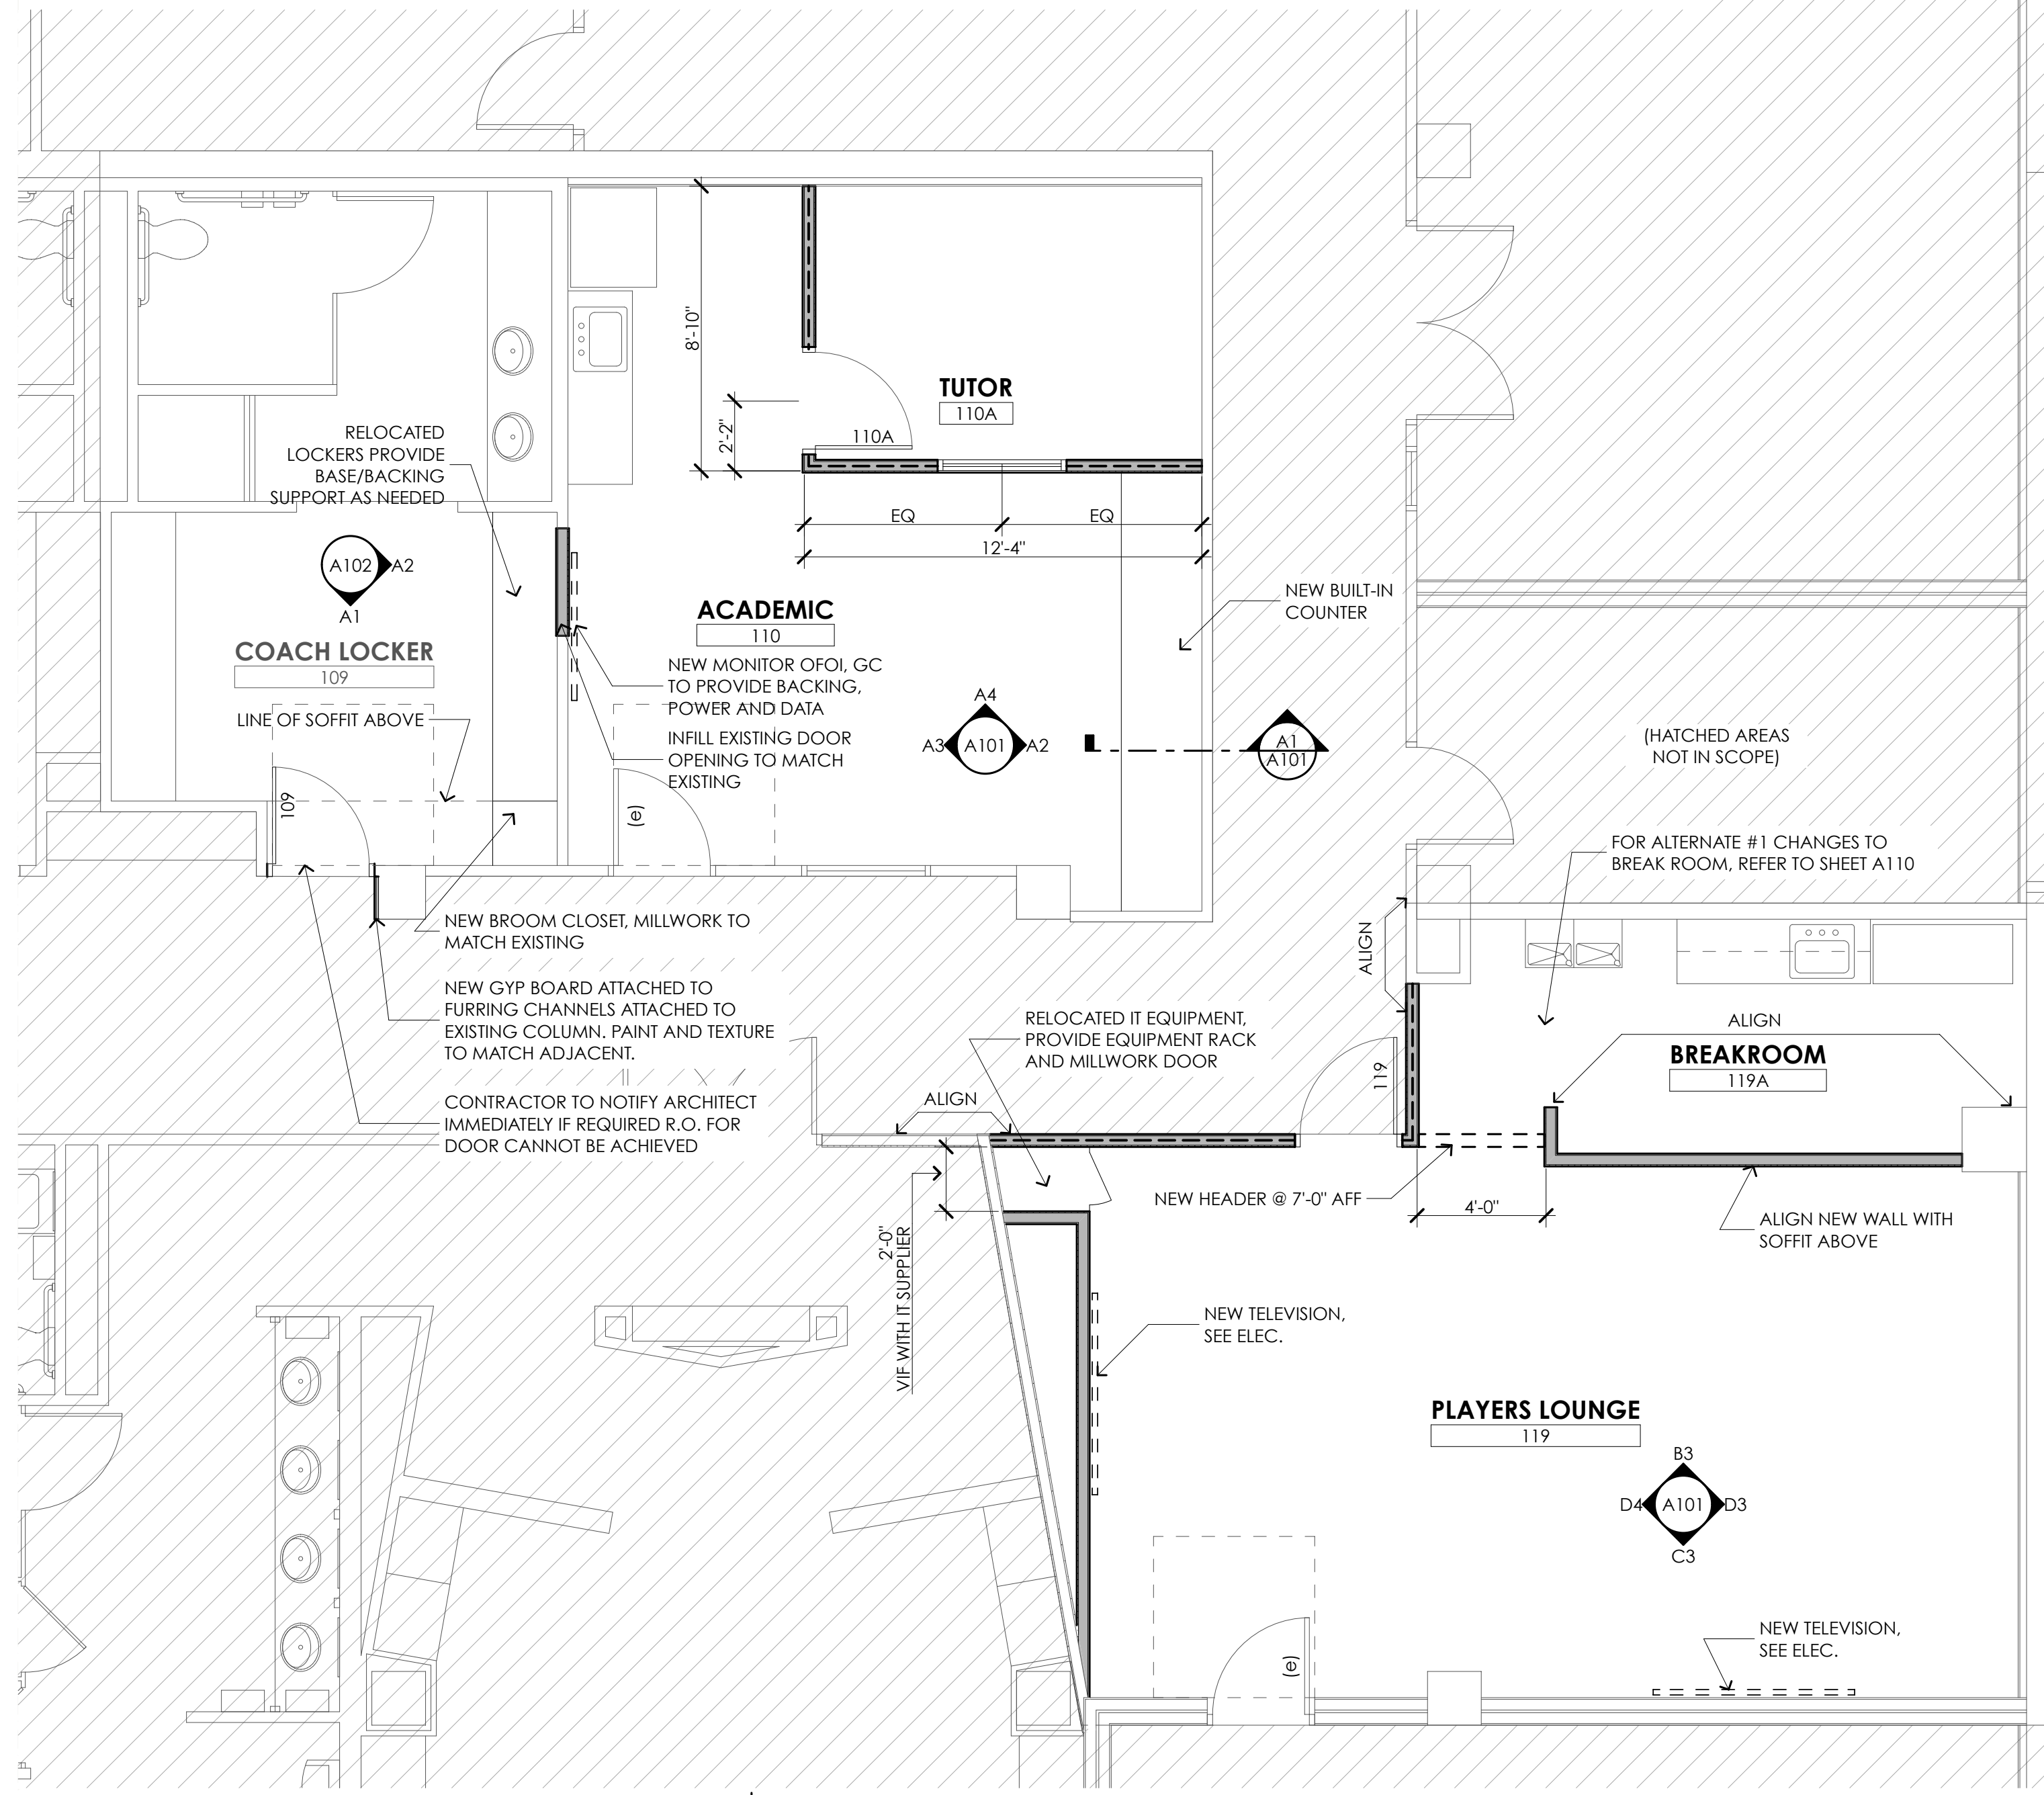 8'-10"
2'-2"
TUTOR
110A
110A
RELOCATED
LOCKERS PROVIDE
BASE/BACKING
SUPPORT AS NEEDED
EQ
EQ
12'-4"
A102
A2
A1
COACH LOCKER
109
ACADEMIC
110
NEW BUILT-IN
COUNTER
NEW MONITOR OFOI, GC
TO PROVIDE BACKING,
POWER AND DATA
LINE OF SOFFIT ABOVE
INFILL EXISTING DOOR
OPENING TO MATCH
EXISTING
A4
A3
A101
A2
A1
A101
(HATCHED AREAS
NOT IN SCOPE)
109
(e)
FOR ALTERNATE #1 CHANGES TO
BREAK ROOM, REFER TO SHEET A110
NEW BROOM CLOSET, MILLWORK TO
MATCH EXISTING
ALIGN
NEW GYP BOARD ATTACHED TO
FURRING CHANNELS ATTACHED TO
EXISTING COLUMN. PAINT AND TEXTURE
TO MATCH ADJACENT.
RELOCATED IT EQUIPMENT,
PROVIDE EQUIPMENT RACK
AND MILLWORK DOOR
ALIGN
BREAKROOM
119A
119
CONTRACTOR TO NOTIFY ARCHITECT
IMMEDIATELY IF REQUIRED R.O. FOR
DOOR CANNOT BE ACHIEVED
ALIGN
NEW HEADER @ 7'-0" AFF
4'-0"
ALIGN NEW WALL WITH
SOFFIT ABOVE
2'-0"
VIF WITH IT SUPPLIER
NEW TELEVISION,
SEE ELEC.
PLAYERS LOUNGE
119
B3
D4
A101
D3
C3
(e)
NEW TELEVISION,
SEE ELEC.